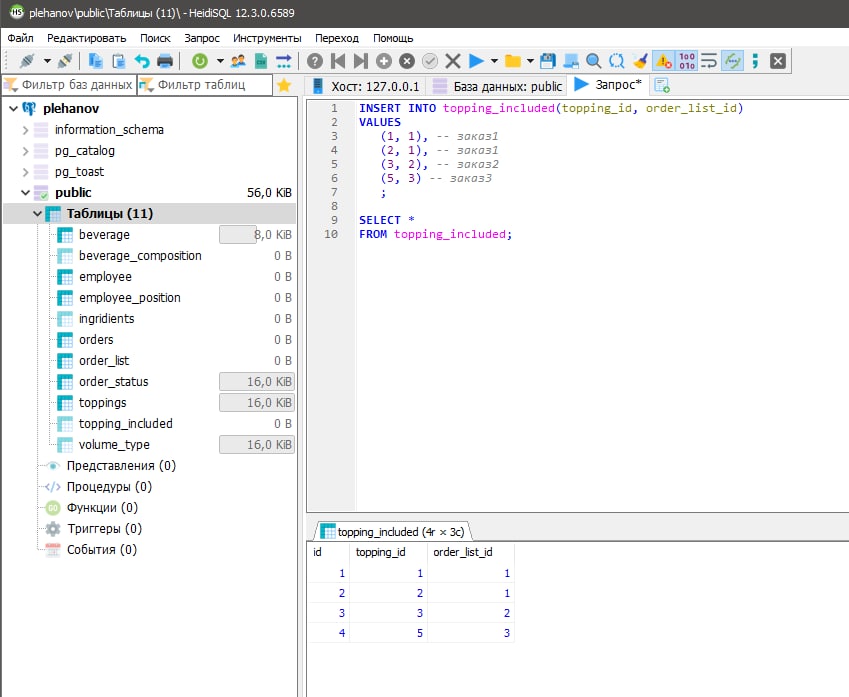 plehanov\public\Таблицы (11)\ - HeidiSQL 12.3.0.6589
Файл Редактировать Поиск Запрос Инструменты Переход Помощь
Фильтр баз данных Фильтр таблиц Хост: 127.0.0.1 База данных: public Запрос*
plehanov
information_schema
pg_catalog
pg_toast
public 56,0 KiB
Таблицы (11)
beverage 8,0 KiB
beverage_composition 0 B
employee 0 B
employee_position 0 B
ingridients 0 B
orders 0 B
order_list 0 B
order_status 16,0 KiB
toppings 16,0 KiB
topping_included 0 B
volume_type 16,0 KiB
Представления (0)
Процедуры (0)
Функции (0)
Триггеры (0)
События (0)
1 INSERT INTO topping_included(topping_id, order_list_id)
2 VALUES
3 (1, 1), -- заказ1
4 (2, 1), -- заказ1
5 (3, 2), -- заказ2
6 (5, 3) -- заказ3
7 ;
8
9 SELECT *
10 FROM topping_included;
topping_included (4r × 3c)
id topping_id order_list_id
1 1 1
2 2 1
3 3 2
4 5 3